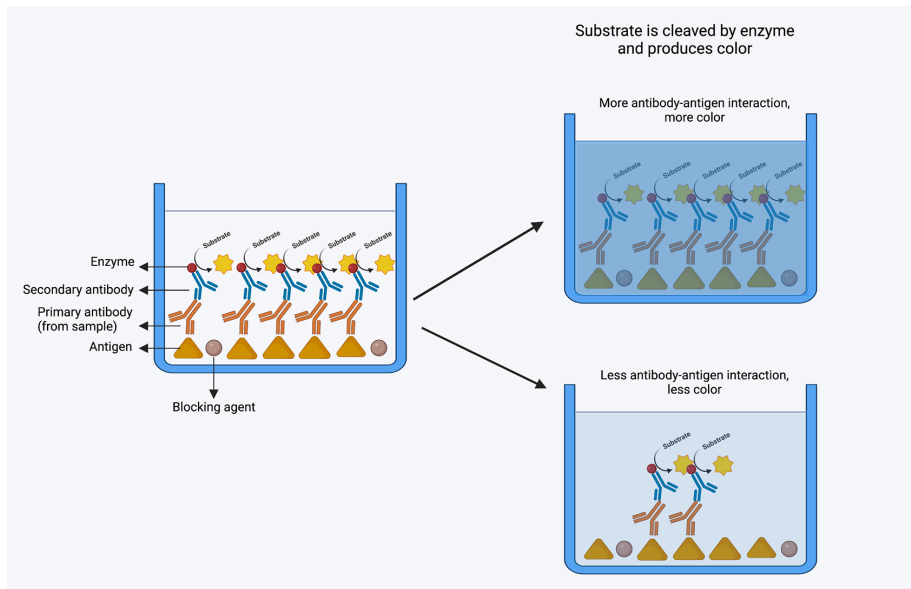 Substrate is cleaved by enzyme
and produces color
More antibody-antigen interaction,
more color
Substrate
Substrate
Substrate
Substrate
Substrate
Substrate
Substrate
Substrate
Substrate
Substrate
Enzyme
Secondary antibody
Primary antibody
(from sample)
Antigen
Blocking agent
Less antibody-antigen interaction,
less color
Substrate
Substrate